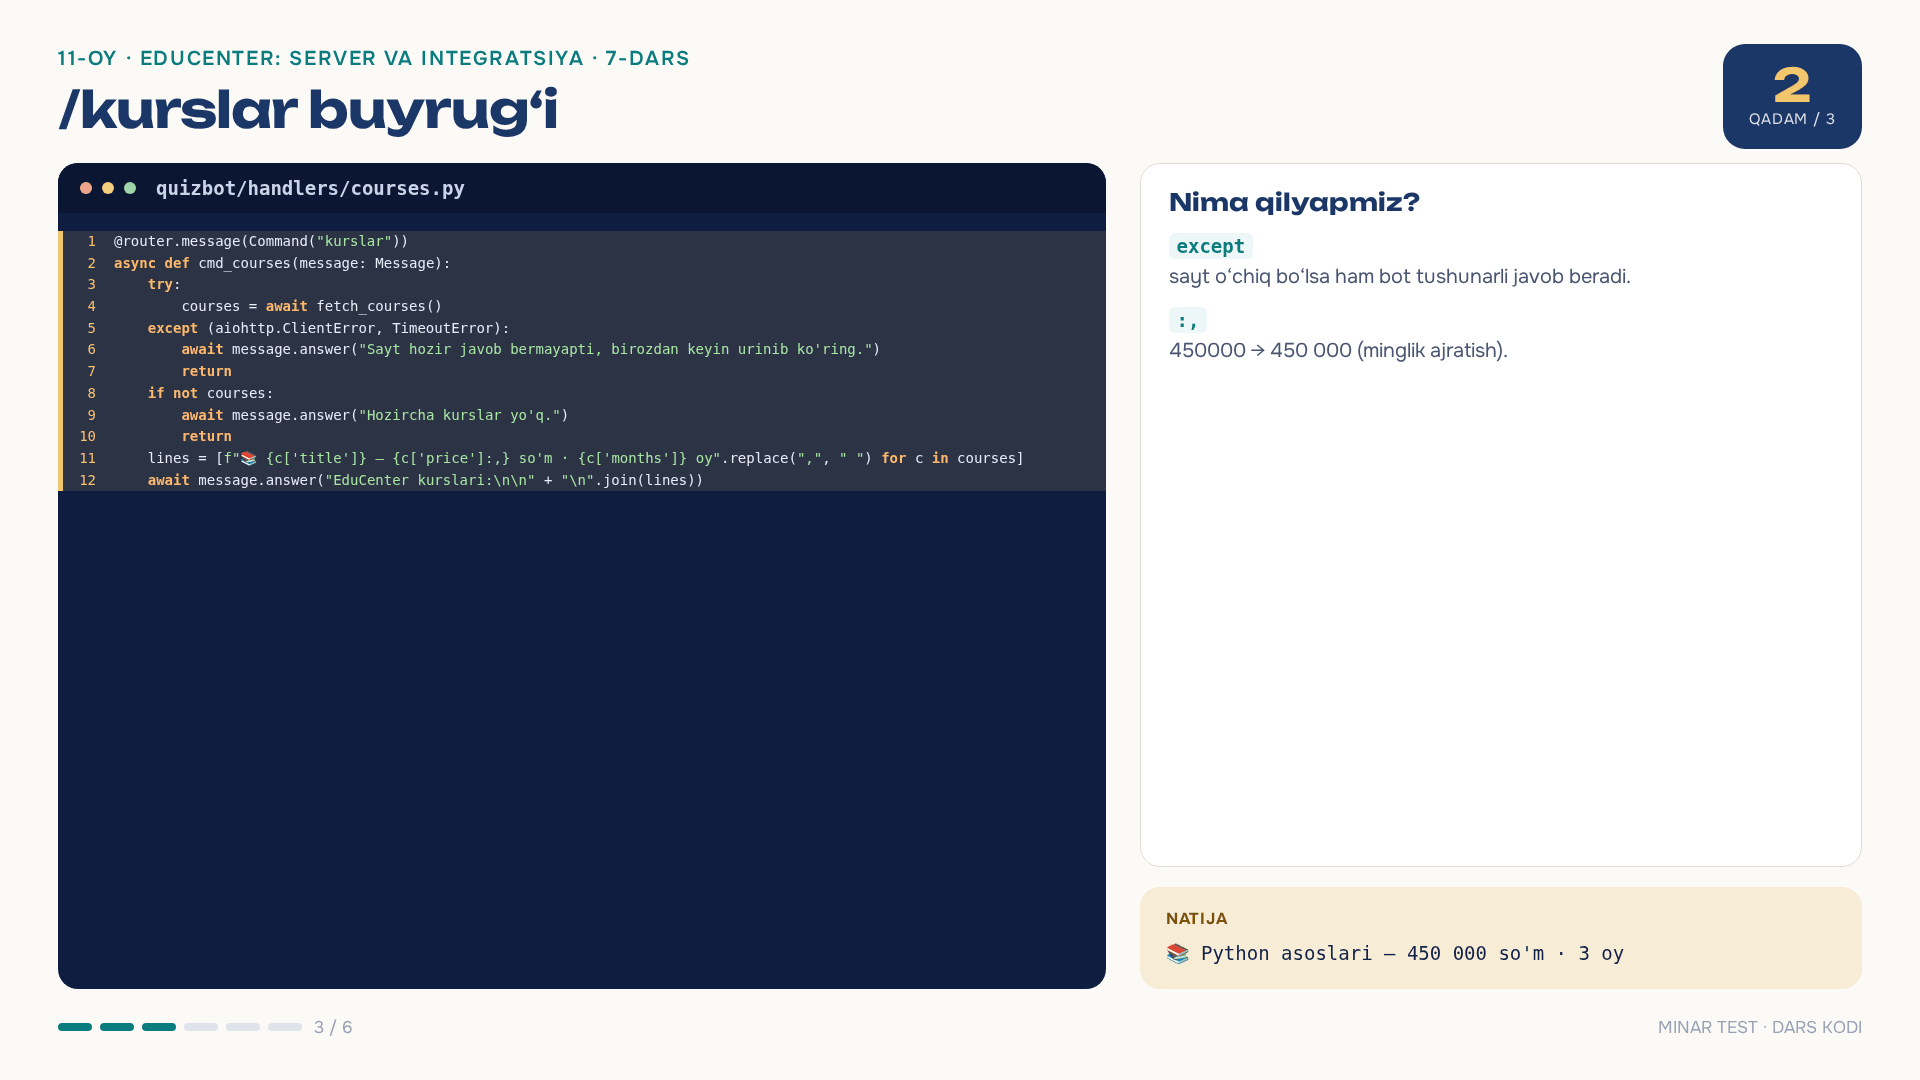 11-OY · EDUCENTER: SERVER VA INTEGRATSIYA · 7-DARS
/kurslar buyrug‘i
2
QADAM / 3
quizbot/handlers/courses.py
1 @router.message(Command("kurslar"))
2 async def cmd_courses(message: Message):
3     try:
4         courses = await fetch_courses()
5     except (aiohttp.ClientError, TimeoutError):
6         await message.answer("Sayt hozir javob bermayapti, birozdan keyin urinib ko'ring.")
7         return
8     if not courses:
9         await message.answer("Hozircha kurslar yo'q.")
10         return
11     lines = [f"📚 {c['title']} — {c['price']:,} so'm · {c['months']} oy".replace(",", " ") for c in courses]
12     await message.answer("EduCenter kurslari:\n\n" + "\n".join(lines))
Nima qilyapmiz?
except
sayt o‘chiq bo‘lsa ham bot tushunarli javob beradi.
:,
450000 → 450 000 (minglik ajratish).
NATIJA
📚 Python asoslari — 450 000 so'm · 3 oy
3 / 6
MINAR TEST · DARS KODI